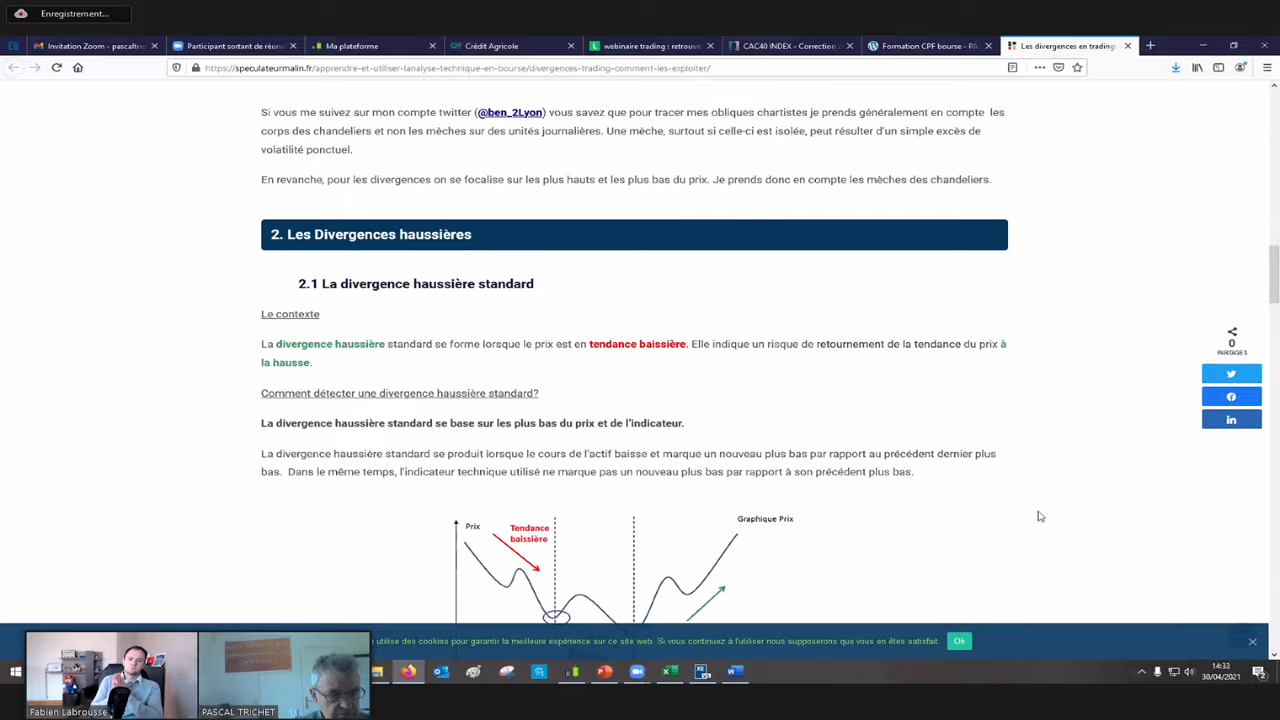 Enregistrement...
Invitation Zoom - pascaltric
Participant sortant de réuni
Ma plateforme
Crédit Agricole
webinaire trading : retrouve
CAC40 INDEX - Correction
Formation CPF bourse - PA
Les divergences en trading
https://speculateurmalin.fr/apprendre-et-utiliser-lanalyse-technique-en-bourse/divergences-trading-comment-les-exploiter/
Si vous me suivez sur mon compte twitter (@ben_2Lyon) vous savez que pour tracer mes obliques chartistes je prends généralement en compte les
corps des chandeliers et non les mèches sur des unités journalières. Une mèche, surtout si celle-ci est isolée, peut résulter d'un simple excès de
volatilité ponctuel.
En revanche, pour les divergences on se focalise sur les plus hauts et les plus bas du prix. Je prends donc en compte les mèches des chandeliers.
2. Les Divergences haussières
2.1 La divergence haussière standard
Le contexte
La divergence haussière standard se forme lorsque le prix est en tendance baissière. Elle indique un risque de retournement de la tendance du prix à
la hausse.
Comment détecter une divergence haussière standard?
La divergence haussière standard se base sur les plus bas du prix et de l'indicateur.
La divergence haussière standard se produit lorsque le cours de l'actif baisse et marque un nouveau plus bas par rapport au précédent dernier plus
bas. Dans le même temps, l'indicateur technique utilisé ne marque pas un nouveau plus bas par rapport à son précédent plus bas.
0
PARTAGES
Prix
Tendance
baissière
Graphique Prix
utilise des cookies pour garantir la meilleure expérience sur ce site web. Si vous continuez à l'utiliser nous supposerons que vous en êtes satisfait.
Ok
14:33
30/04/2021
Fabien Labrousse
PASCAL TRICHET